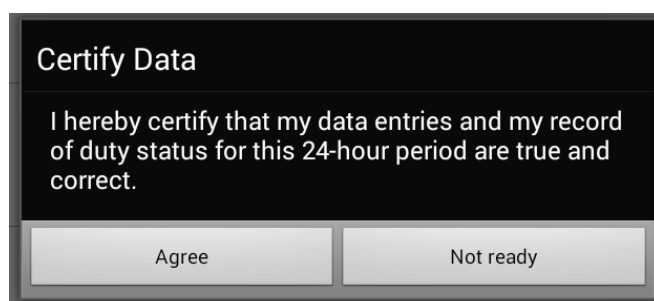 Certify Data
I hereby certify that my data entries and my record
of duty status for this 24-hour period are true and
correct.
Agree
Not ready